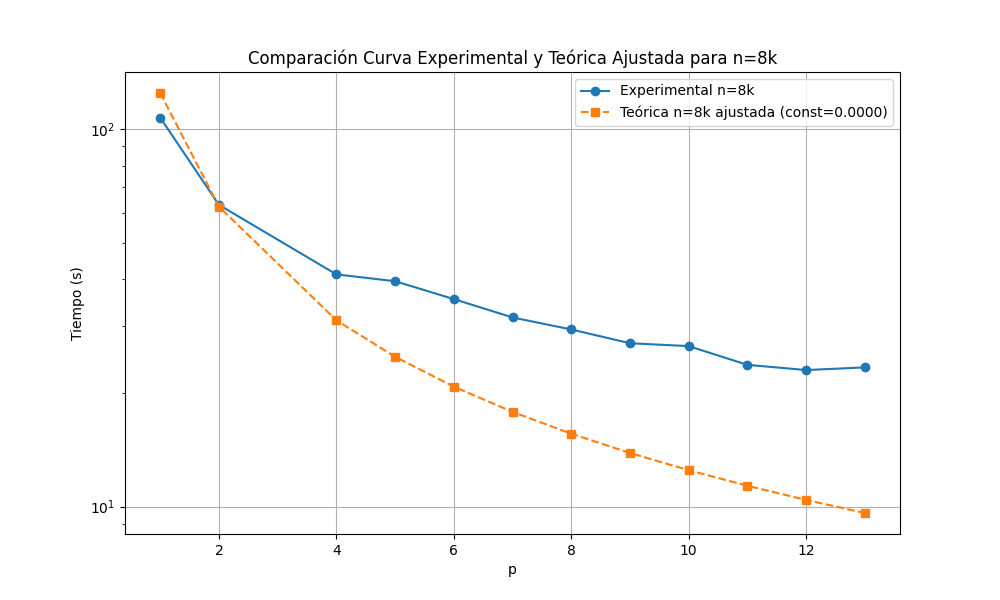 Comparación Curva Experimental y Teórica Ajustada para n=8k
Experimental n=8k
Teórica n=8k ajustada (const=0.0000)
Tiempo (s)
10²
10¹
2 4 6 8 10 12
p